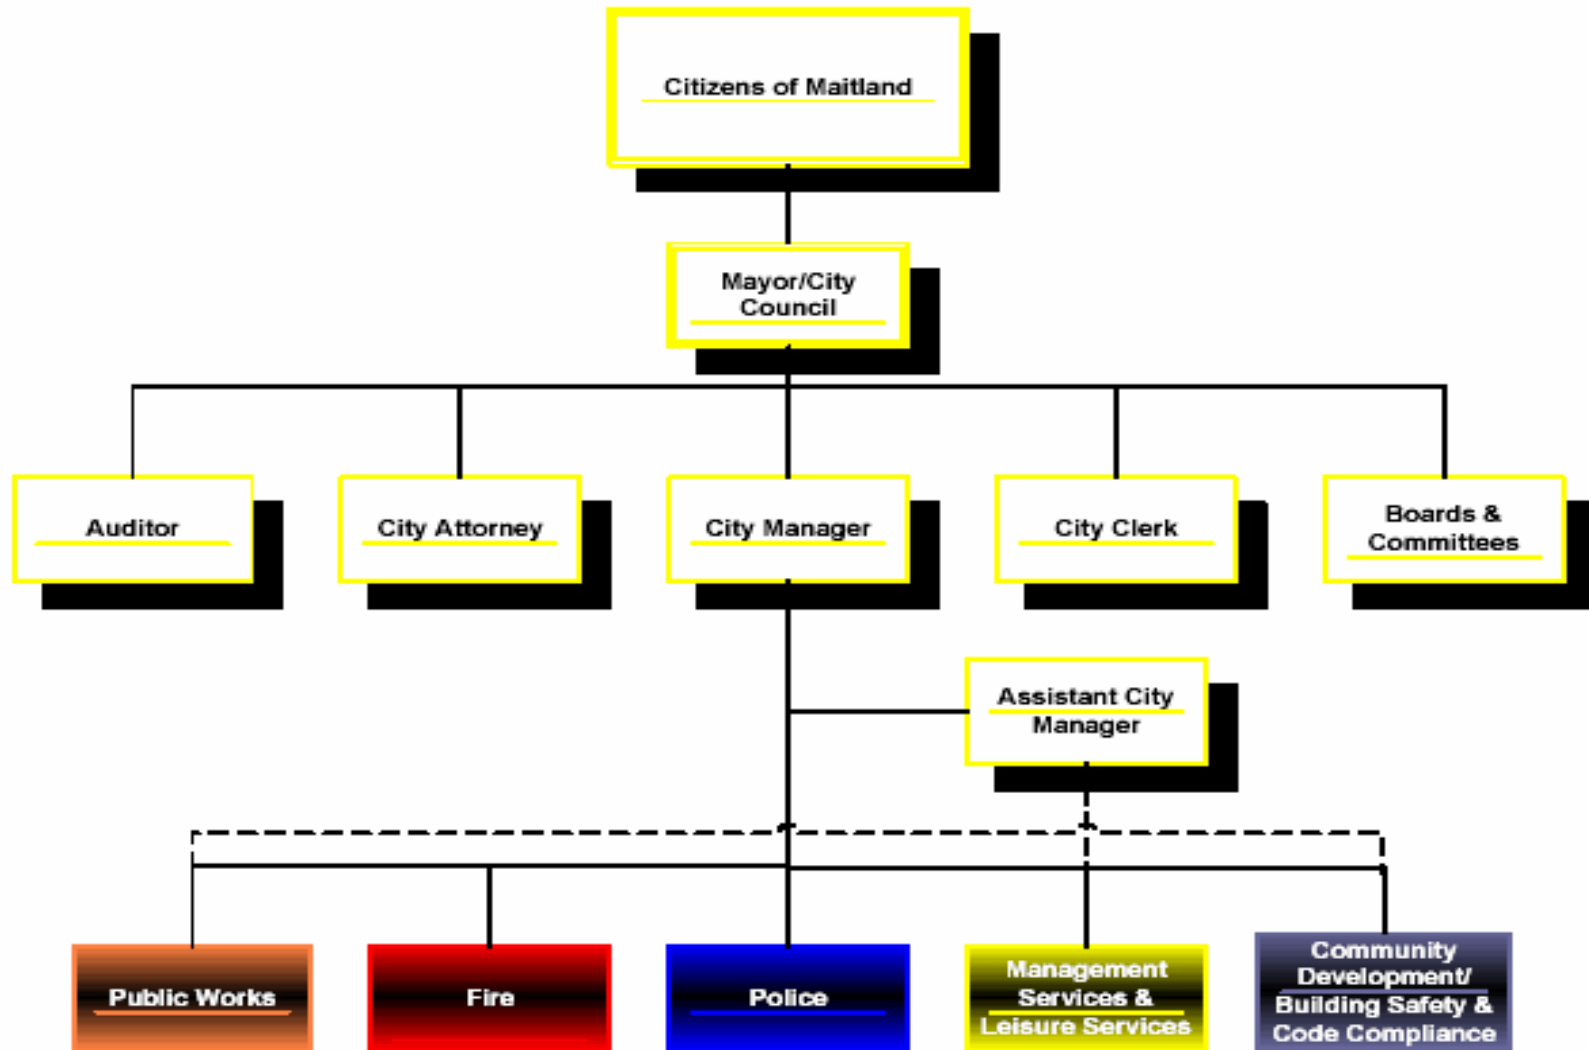 Citizens of Maitland
Mayor/City
Council
Auditor
City Attorney
City Manager
City Clerk
Boards &
Committees
Assistant City
Manager
Public Works
Fire
Police
Management
Services &
Leisure Services
Community
Development/
Building Safety &
Code Compliance